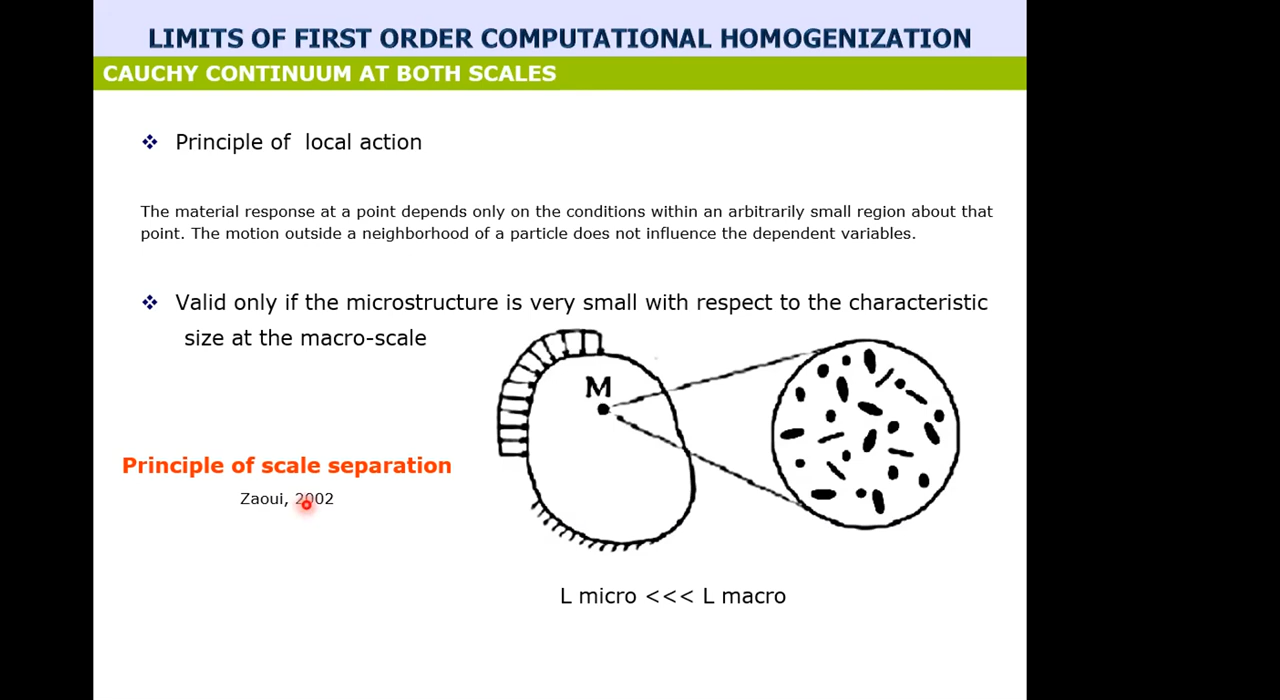 LIMITS OF FIRST ORDER COMPUTATIONAL HOMOGENIZATION
CAUCHY CONTINUUM AT BOTH SCALES
Principle of local action
The material response at a point depends only on the conditions within an arbitrarily small region about that
point. The motion outside a neighborhood of a particle does not influence the dependent variables.
Valid only if the microstructure is very small with respect to the characteristic
size at the macro-scale
M
Principle of scale separation
Zaoui, 2002
L micro <<< L macro